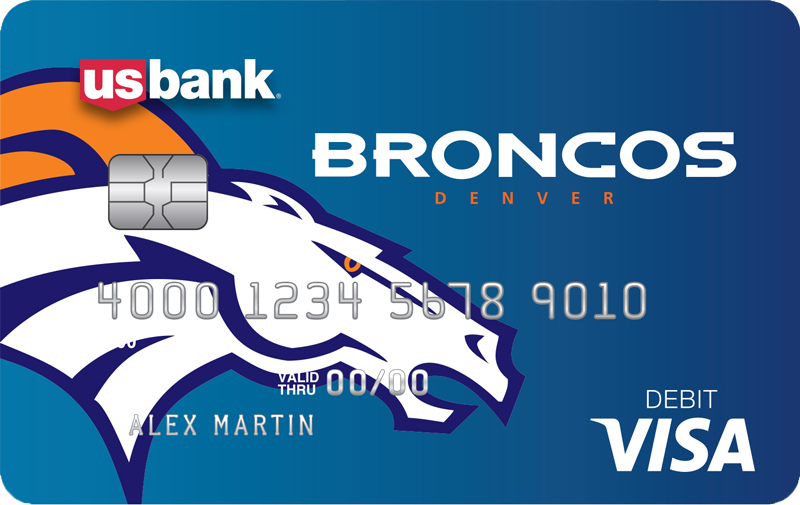 usbank
BRONCOS
DENVER
4000 1234 5678 9010
VALID
THRU 00/00
ALEX MARTIN
DEBIT
VISA